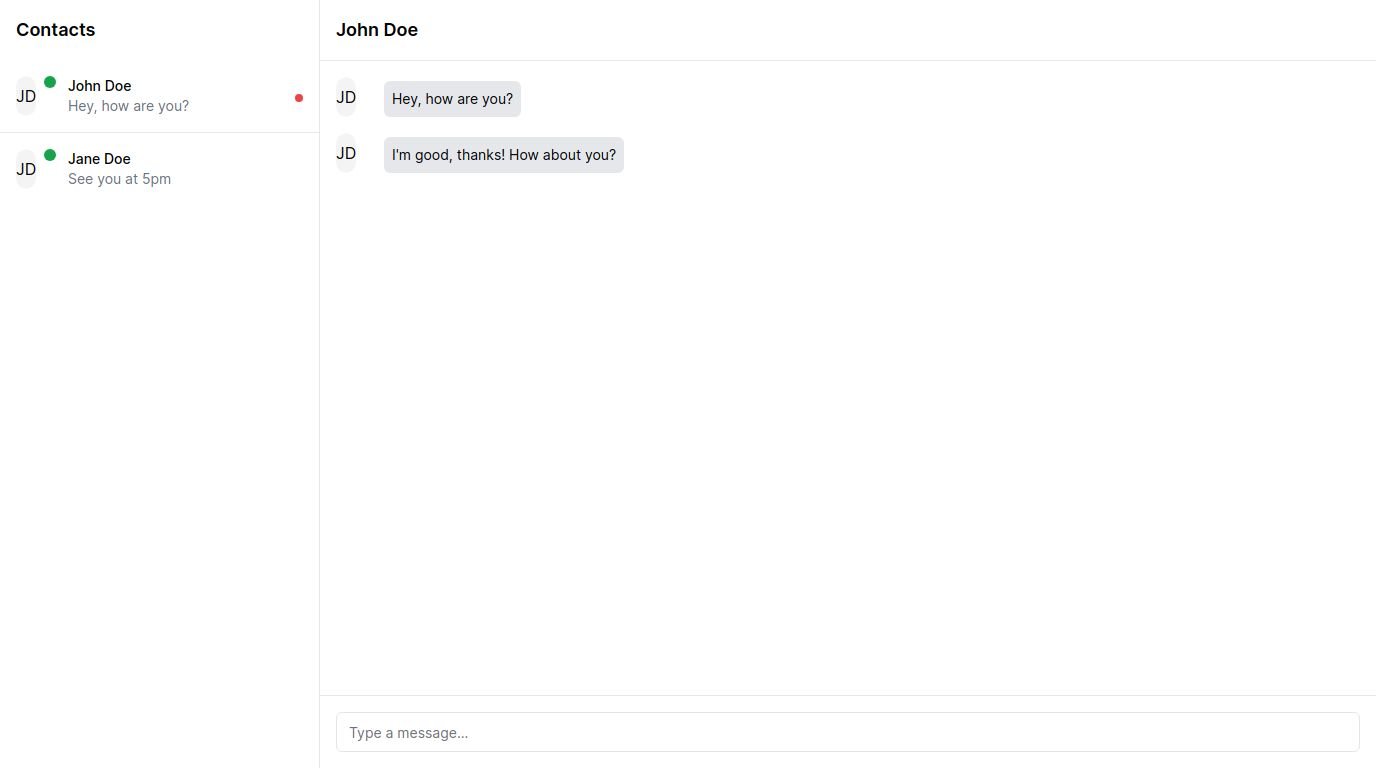 Contacts
JD
John Doe
Hey, how are you?
JD
Jane Doe
See you at 5pm
John Doe
JD
Hey, how are you?
JD
I'm good, thanks! How about you?
Type a message...